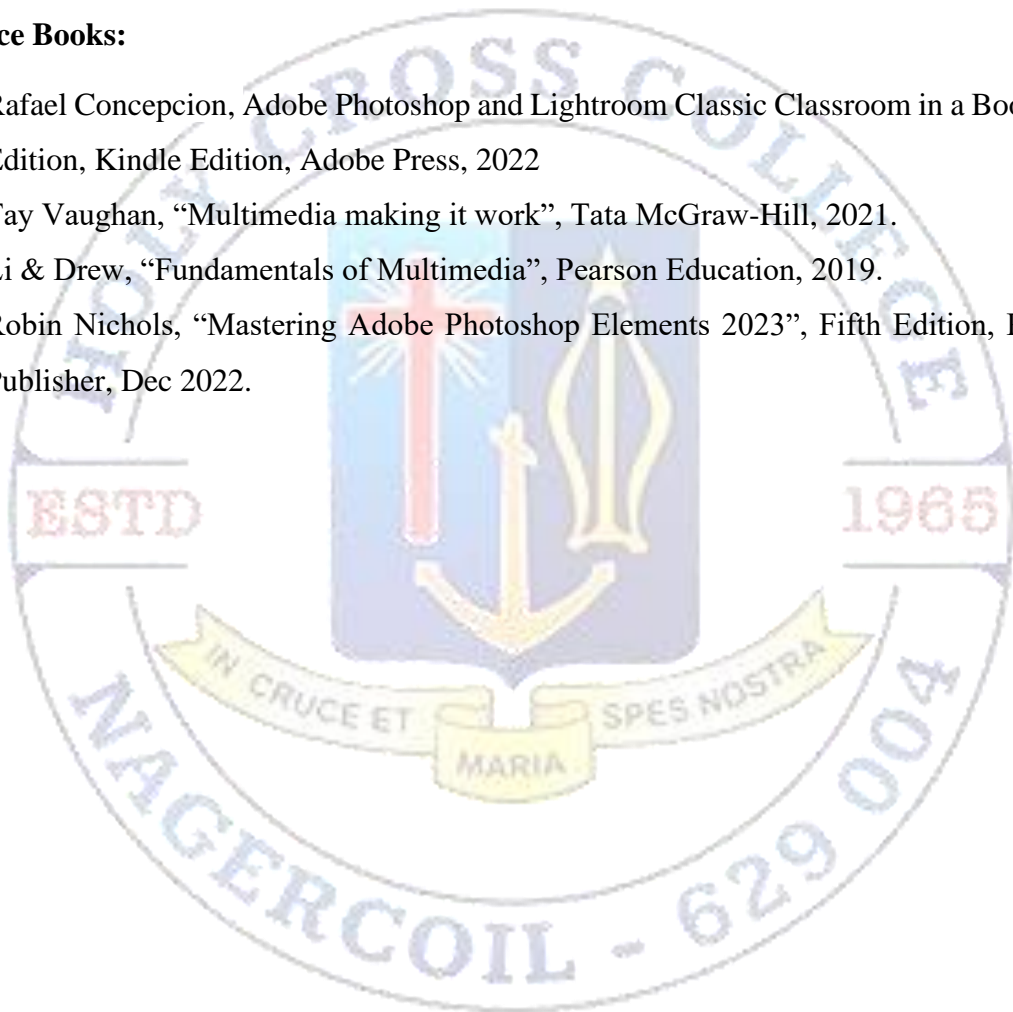 ce Books:
Rafael Concepcion, Adobe Photoshop and Lightroom Classic Classroom in a Boo
Edition, Kindle Edition, Adobe Press, 2022
Tay Vaughan, “Multimedia making it work”, Tata McGraw-Hill, 2021.
Li & Drew, “Fundamentals of Multimedia”, Pearson Education, 2019.
Robin Nichols, “Mastering Adobe Photoshop Elements 2023”, Fifth Edition,
Publisher, Dec 2022.
HOLY CROSS COLLEGE
ESTD 1965
IN CRUCE ET MARIA SPES NOSTRA
NAGERCOIL - 629 004